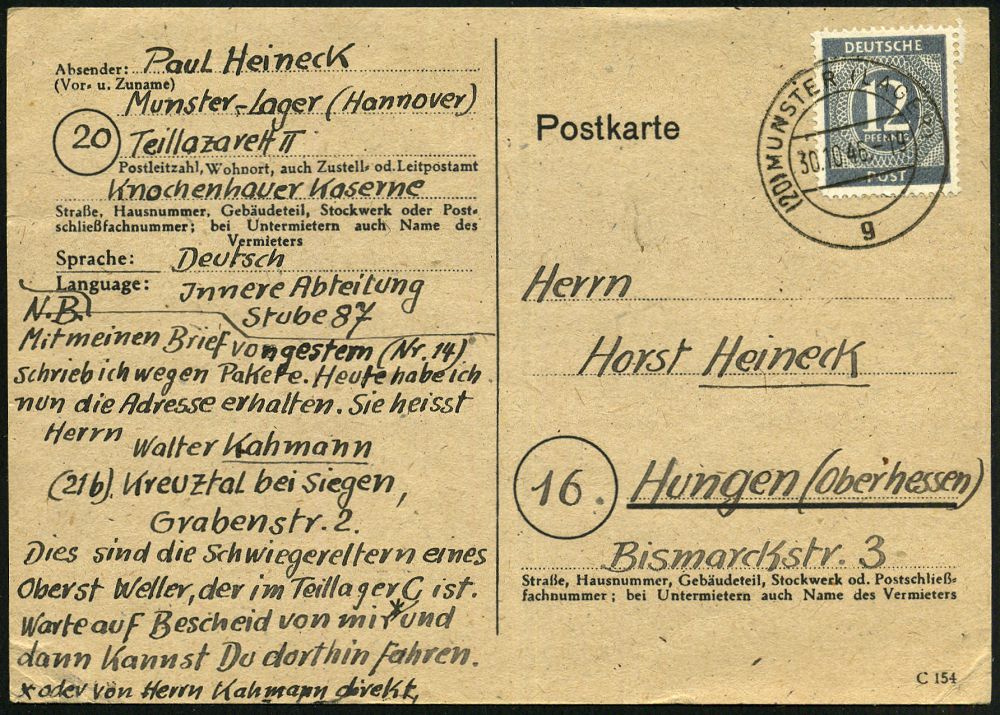 Absender: Paul Heineck
(Vor- u. Zuname)
Munster-Lager (Hannover)
20 Teillazarett II
Postleitzahl, Wohnort, auch Zustell- od. Leitpostamt
Knochenhauer Kaserne
Straße, Hausnummer, Gebäudeteil, Stockwerk oder Post-
schließfachnummer; bei Untermietern auch Name des
Vermieters
Sprache: Deutsch
Language: Innere Abteilung
Stube 87
N.B.
Mit meinen Brief von gestern (Nr. 14)
schrieb ich wegen Pakete. Heute habe ich
nun die Adresse erhalten. Sie heisst
Herrn
Walter Kahmann
(21b). Kreuztal bei Siegen,
Grabenstr. 2.
Dies sind die Schwiegereltern eines
Oberst Weller, der im Teillager C ist.
Warte auf Bescheid von mir* und
dann kannst Du dorthin fahren.
x oder von Herrn Kahmann direkt,
Postkarte
DEUTSCHE
12
PFENNIG
POST
(20) MUNSTER LAGER
30.10.46
g
Herrn
Horst Heineck
16. Hungen (Oberhessen)
Bismarckstr. 3
Straße, Hausnummer, Gebäudeteil, Stockwerk od. Postschließ-
fachnummer; bei Untermietern auch Name des Vermieters
C 154